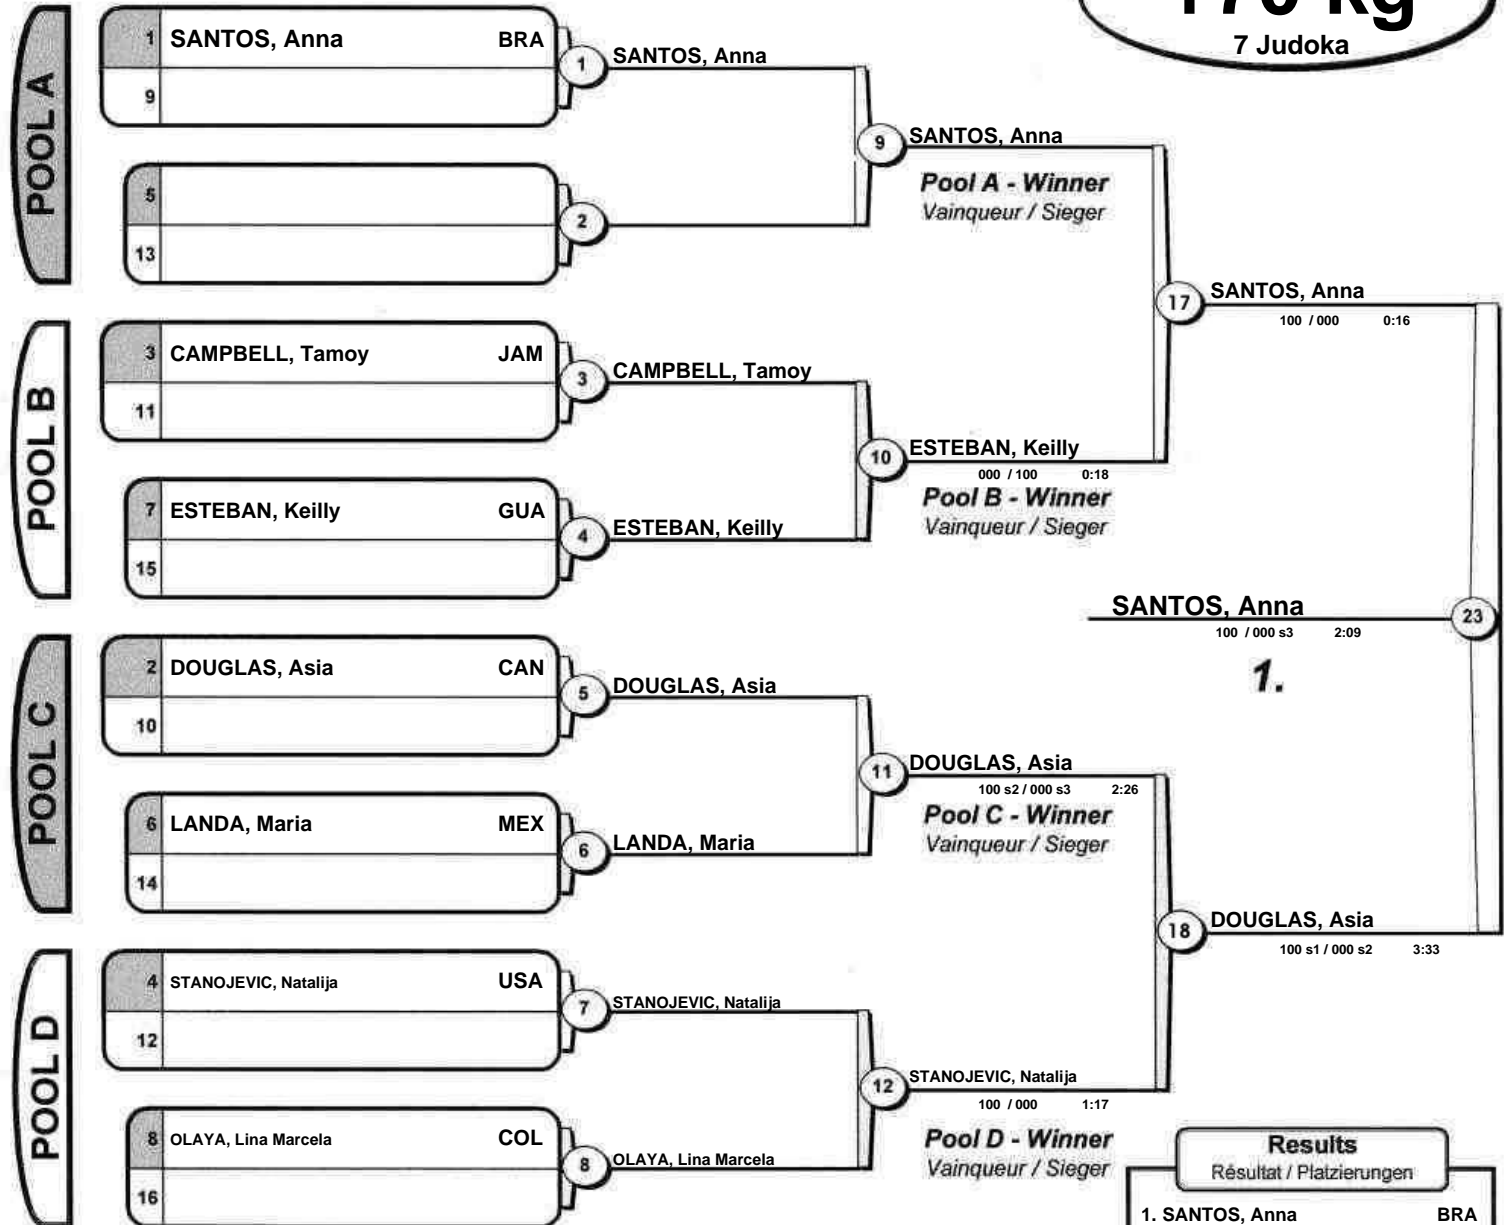 7 Judoka
POOL A
1 SANTOS, Anna BRA
9
1 SANTOS, Anna
5
13
2
9 SANTOS, Anna
Pool A - Winner
Vainqueur / Sieger
POOL B
3 CAMPBELL, Tamoy JAM
11
3 CAMPBELL, Tamoy
7 ESTEBAN, Keilly GUA
15
4 ESTEBAN, Keilly
10 ESTEBAN, Keilly
000 / 100 0:18
Pool B - Winner
Vainqueur / Sieger
17 SANTOS, Anna
100 / 000 0:16
SANTOS, Anna 23
100 / 000 s3 2:09
1.
POOL C
2 DOUGLAS, Asia CAN
10
5 DOUGLAS, Asia
6 LANDA, Maria MEX
14
6 LANDA, Maria
11 DOUGLAS, Asia
100 s2 / 000 s3 2:26
Pool C - Winner
Vainqueur / Sieger
18 DOUGLAS, Asia
100 s1 / 000 s2 3:33
POOL D
4 STANOJEVIC, Natalija USA
12
7 STANOJEVIC, Natalija
8 OLAYA, Lina Marcela COL
16
8 OLAYA, Lina Marcela
12 STANOJEVIC, Natalija
100 / 000 1:17
Pool D - Winner
Vainqueur / Sieger
Results
Résultat / Platzierungen
1. SANTOS, Anna BRA